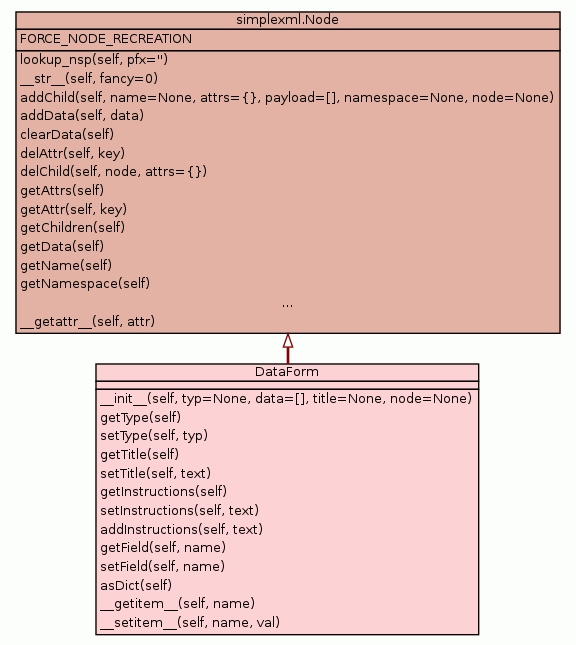 simplexml.Node
FORCE_NODE_RECREATION
lookup_nsp(self, pfx='')
__str__(self, fancy=0)
addChild(self, name=None, attrs={}, payload=[], namespace=None, node=None)
addData(self, data)
clearData(self)
delAttr(self, key)
delChild(self, node, attrs={})
getAttrs(self)
getAttr(self, key)
getChildren(self)
getData(self)
getName(self)
getNamespace(self)
...
__getattr__(self, attr)
DataForm
__init__(self, typ=None, data=[], title=None, node=None)
getType(self)
setType(self, typ)
getTitle(self)
setTitle(self, text)
getInstructions(self)
setInstructions(self, text)
addInstructions(self, text)
getField(self, name)
setField(self, name)
asDict(self)
__getitem__(self, name)
__setitem__(self, name, val)